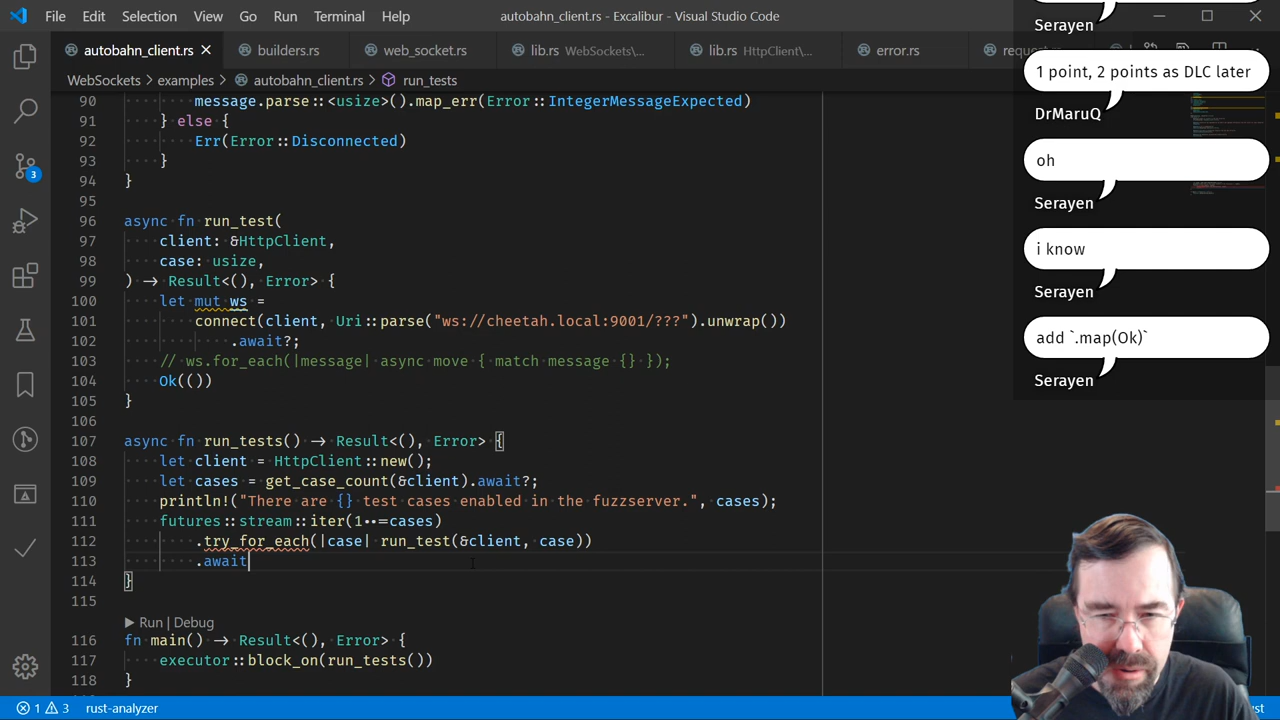 File Edit Selection View Go Run Terminal Help
autobahn_client.rs - Excalibur - Visual Studio Code
autobahn_client.rs
builders.rs
web_socket.rs
lib.rs WebSockets\...
lib.rs HttpClient\...
error.rs
WebSockets > examples > autobahn_client.rs > run_tests
90 message.parse::<usize>().map_err(Error::IntegerMessageExpected)
91 } else {
92 Err(Error::Disconnected)
93 }
94 }
95
96 async fn run_test(
97 client: &HttpClient,
98 case: usize,
99 ) -> Result<(), Error> {
100 let mut ws =
101 connect(client, Uri::parse("ws://cheetah.local:9001/???").unwrap())
102 .await?;
103 // ws.for_each(|message| async move { match message {} });
104 Ok(())
105 }
106
107 async fn run_tests() -> Result<(), Error> {
108 let client = HttpClient::new();
109 let cases = get_case_count(&client).await?;
110 println!("There are {} test cases enabled in the fuzzserver.", cases);
111 futures::stream::iter(1..=cases)
112 .try_for_each(|case| run_test(&client, case))
113 .await
114 }
115
▶ Run | Debug
116 fn main() -> Result<(), Error> {
117 executor::block_on(run_tests())
118 }
Serayen
1 point, 2 points as DLC later
DrMaruQ
oh
Serayen
i know
Serayen
add `.map(Ok)`
Serayen
3
1 3 rust-analyzer